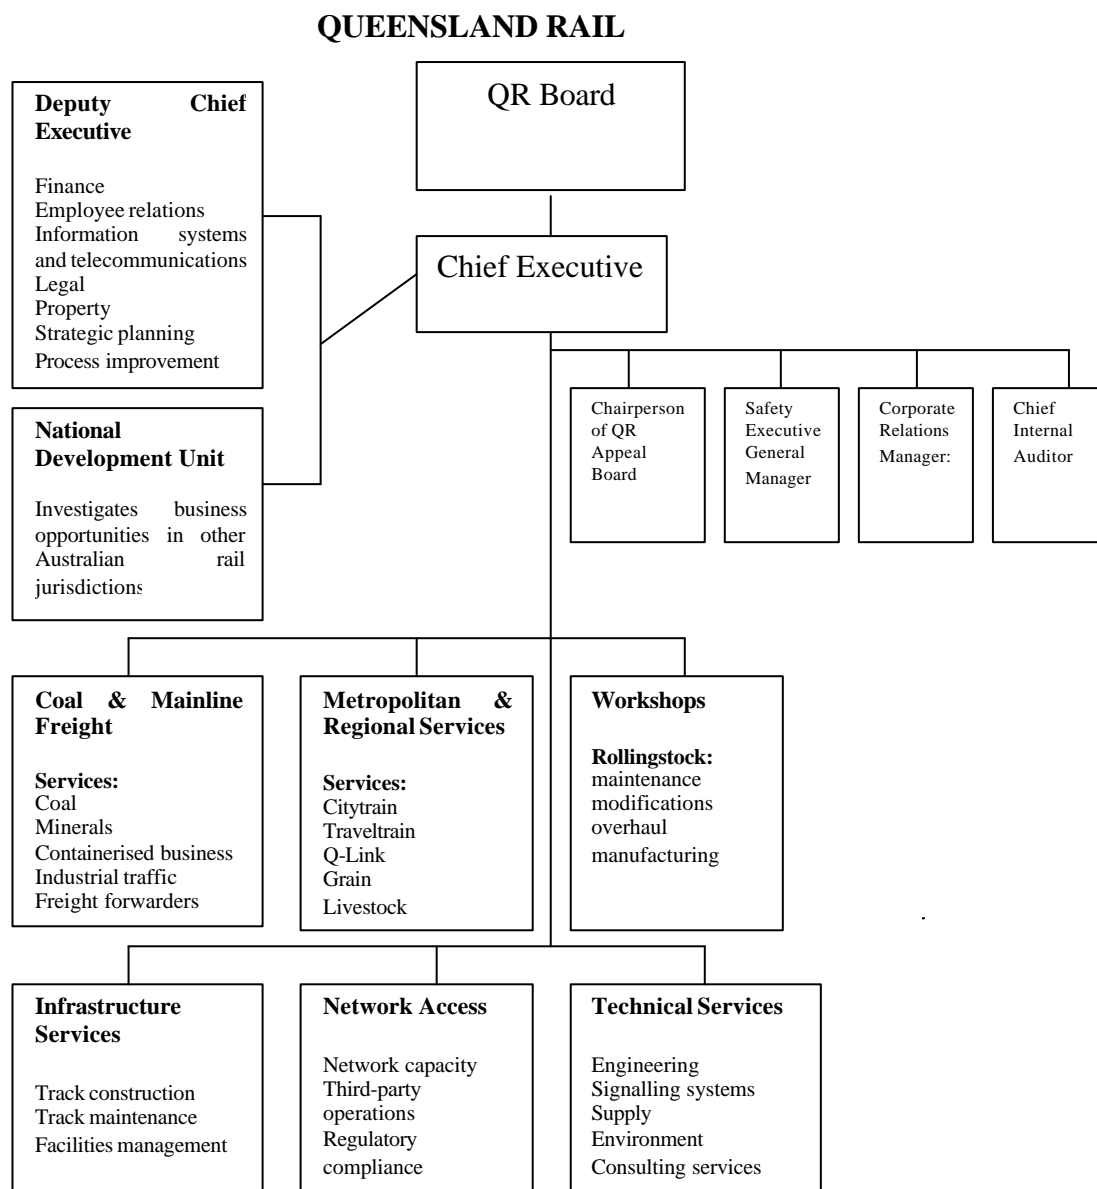 QUEENSLAND RAIL
QR Board
Deputy Chief
Executive
Finance
Employee relations
Information systems
and telecommunications
Legal
Property
Strategic planning
Process improvement
Chief Executive
National
Development Unit
Investigates business
opportunities in other
Australian rail
jurisdictions
Chairperson
of QR
Appeal
Board
Safety
Executive
General
Manager
Corporate
Relations
Manager:
Chief
Internal
Auditor
Coal & Mainline
Freight
Services:
Coal
Minerals
Containerised business
Industrial traffic
Freight forwarders
Metropolitan &
Regional Services
Services:
Citytrain
Traveltrain
Q-Link
Grain
Livestock
Workshops
Rollingstock:
maintenance
modifications
overhaul
manufacturing
.
Infrastructure
Services
Track construction
Track maintenance
Facilities management
Network Access
Network capacity
Third-party
operations
Regulatory
compliance
Technical Services
Engineering
Signalling systems
Supply
Environment
Consulting services